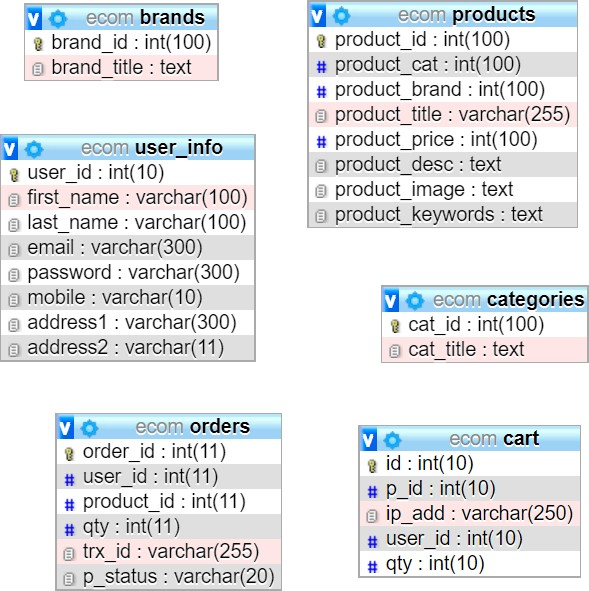 ecom brands
brand_id : int(100)
brand_title : text
ecom products
product_id : int(100)
product_cat : int(100)
product_brand : int(100)
product_title : varchar(255)
product_price : int(100)
product_desc : text
product_image : text
product_keywords : text
ecom user_info
user_id : int(10)
first_name : varchar(100)
last_name : varchar(100)
email : varchar(300)
password : varchar(300)
mobile : varchar(10)
address1 : varchar(300)
address2 : varchar(11)
ecom categories
cat_id : int(100)
cat_title : text
ecom orders
order_id : int(11)
user_id : int(11)
product_id : int(11)
qty : int(11)
trx_id : varchar(255)
p_status : varchar(20)
ecom cart
id : int(10)
p_id : int(10)
ip_add : varchar(250)
user_id : int(10)
qty : int(10)